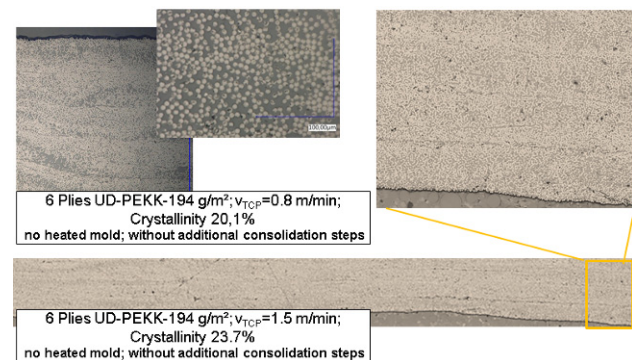 100,00µm
6 Plies UD-PEKK-194 g/m²; vTCP=0.8 m/min;
Crystallinity 20,1%
no heated mold; without additional consolidation steps
6 Plies UD-PEKK-194 g/m²; vTCP=1.5 m/min;
Crystallinity 23.7%
no heated mold; without additional consolidation steps